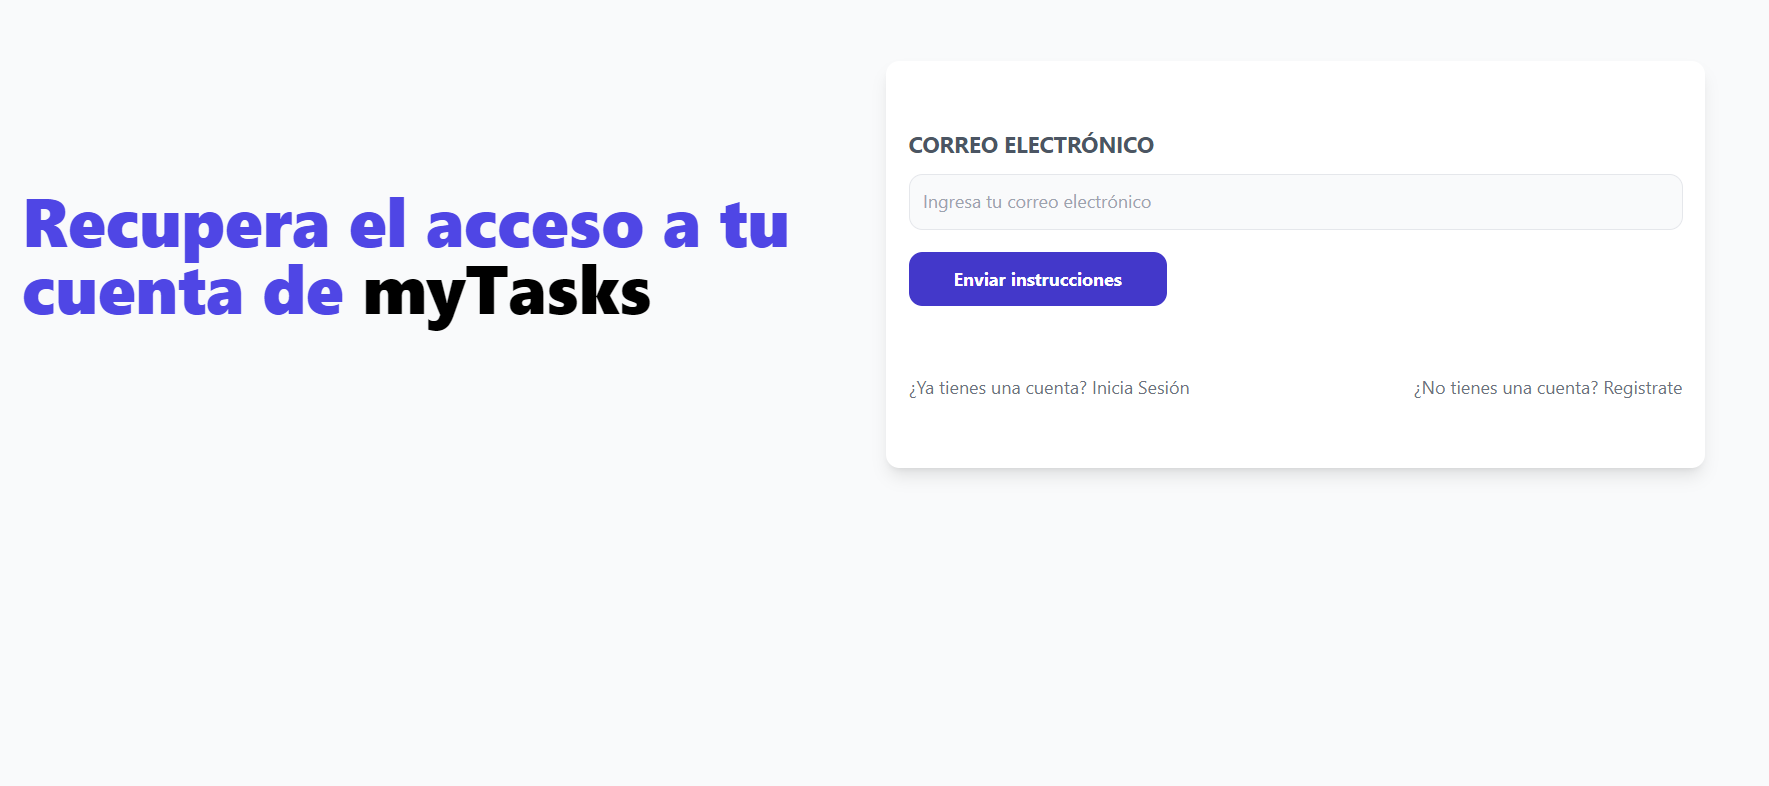 Recupera el acceso a tu
cuenta de myTasks
CORREO ELECTRÓNICO
Ingresa tu correo electrónico
Enviar instrucciones
¿Ya tienes una cuenta? Inicia Sesión
¿No tienes una cuenta? Registrate